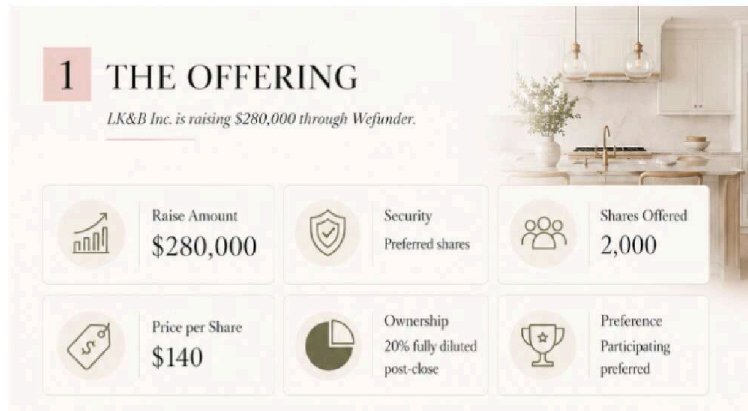 1 THE OFFERING
LK&B Inc. is raising $280,000 through Wefunder.
Raise Amount
$280,000
Security
Preferred shares
Shares Offered
2,000
Price per Share
$140
Ownership
20% fully diluted
post-close
Preference
Participating
preferred